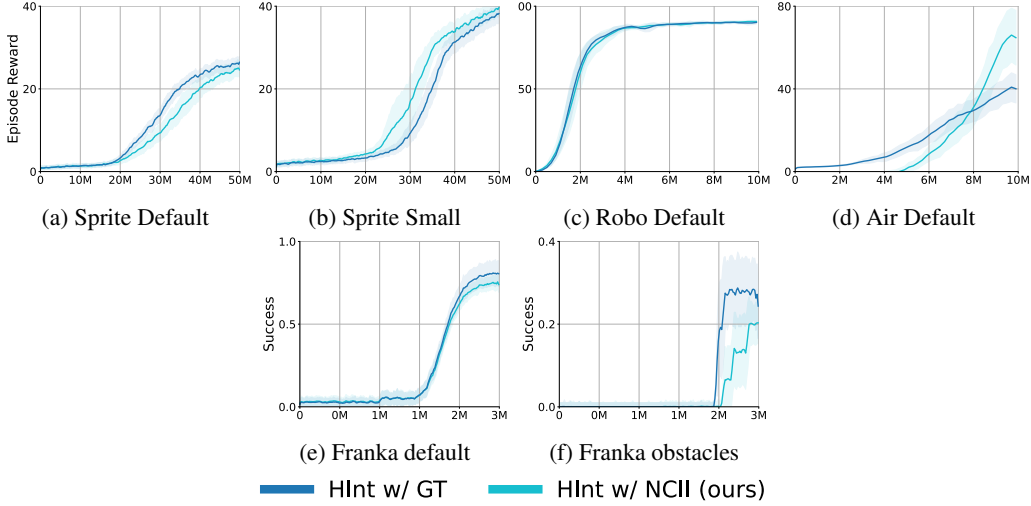 40
20
0
Episode Reward
0 10M 20M 30M 40M 50M
(a) Sprite Default
40
20
0
0 10M 20M 30M 40M 50M
(b) Sprite Small
00
50
0
0 2M 4M 6M 8M 10M
(c) Robo Default
80
40
0
0 2M 4M 6M 8M 10M
(d) Air Default
1.0
0.5
0.0
Success
0 0M 1M 1M 2M 3M
(e) Franka default
0.4
0.2
0.0
Success
0 0M 1M 1M 2M 3M
(f) Franka obstacles
HInt w/ GT HInt w/ NCII (ours)